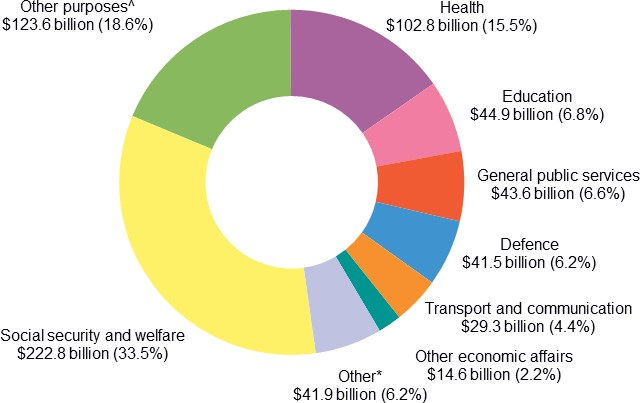 Other purposes^
$123.6 billion (18.6%)
Health
$102.8 billion (15.5%)
Education
$44.9 billion (6.8%)
General public services
$43.6 billion (6.6%)
Defence
$41.5 billion (6.2%)
Transport and communication
$29.3 billion (4.4%)
Other economic affairs
$14.6 billion (2.2%)
Other*
$41.9 billion (6.2%)
Social security and welfare
$222.8 billion (33.5%)